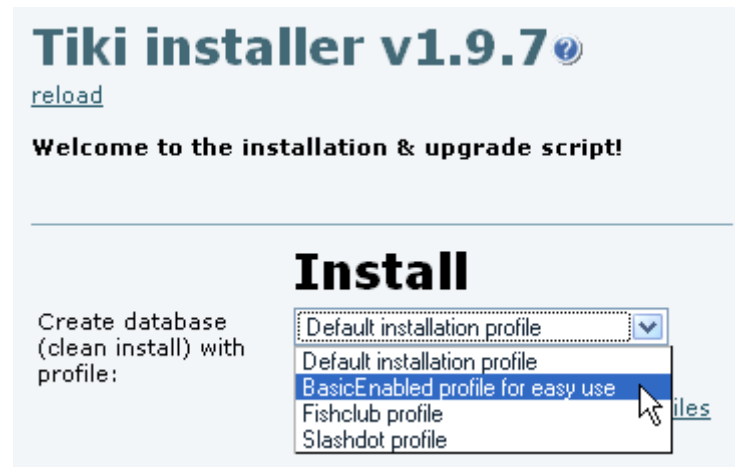 Tiki installer v1.9.7
reload
Welcome to the installation & upgrade script!
Install
Create database
(clean install) with
profile:
Default installation profile
Default installation profile
BasicEnabled profile for easy use
Fishclub profile
Slashdot profile